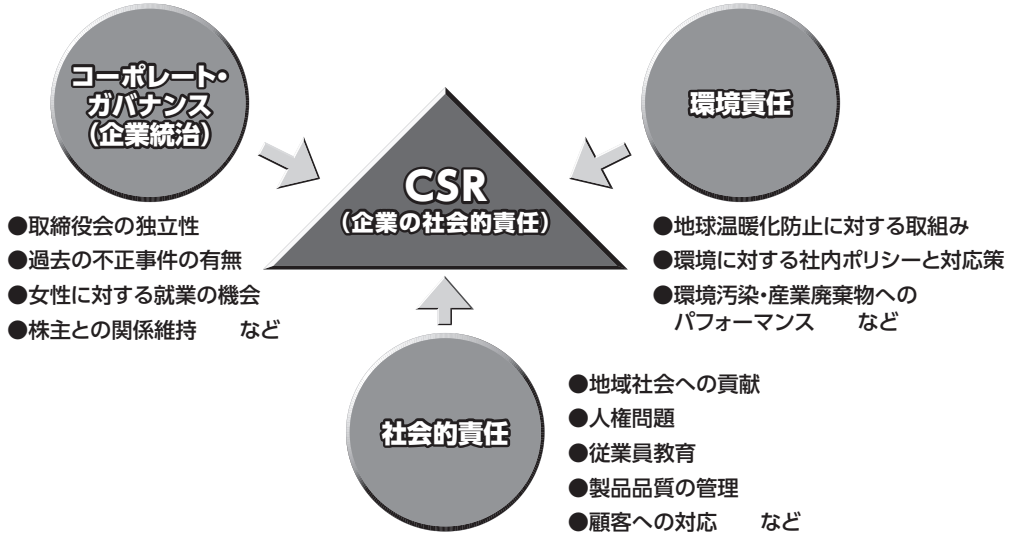 コーポレート・
ガバナンス
（企業統治）
●取締役会の独立性
●過去の不正事件の有無
●女性に対する就業の機会
●株主との関係維持　など
CSR
（企業の社会的責任）
環境責任
●地球温暖化防止に対する取組み
●環境に対する社内ポリシーと対応策
●環境汚染・産業廃棄物への
パフォーマンス　など
社会的責任
●地域社会への貢献
●人権問題
●従業員教育
●製品品質の管理
●顧客への対応　など